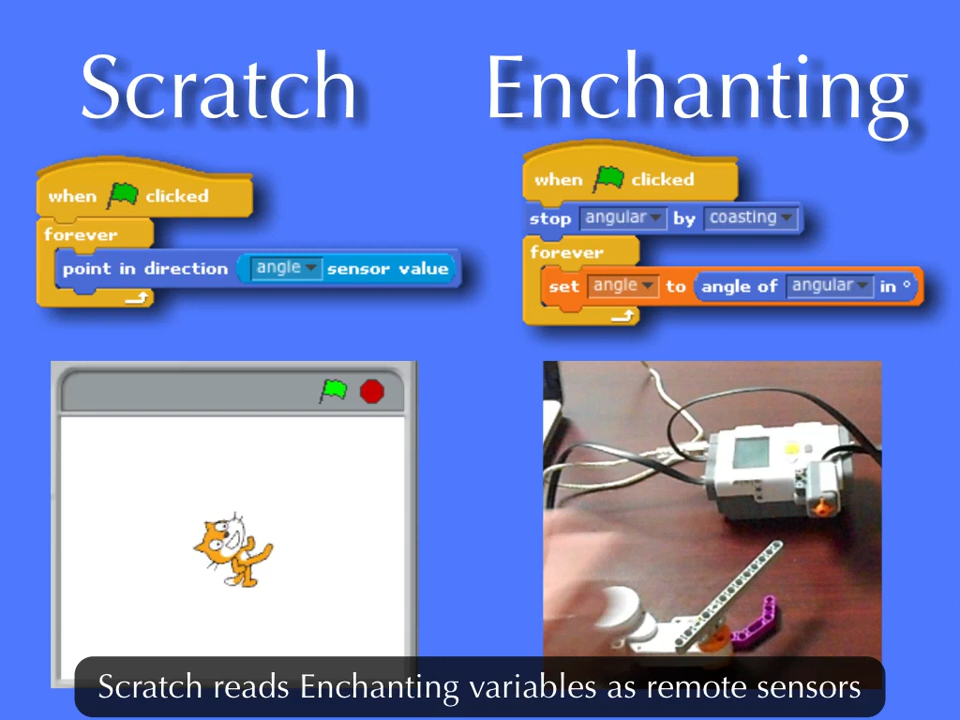 Scratch
Enchanting
when clicked
forever
point in direction angle sensor value
when clicked
stop angular by coasting
forever
set angle to angle of angular in °
Scratch reads Enchanting variables as remote sensors